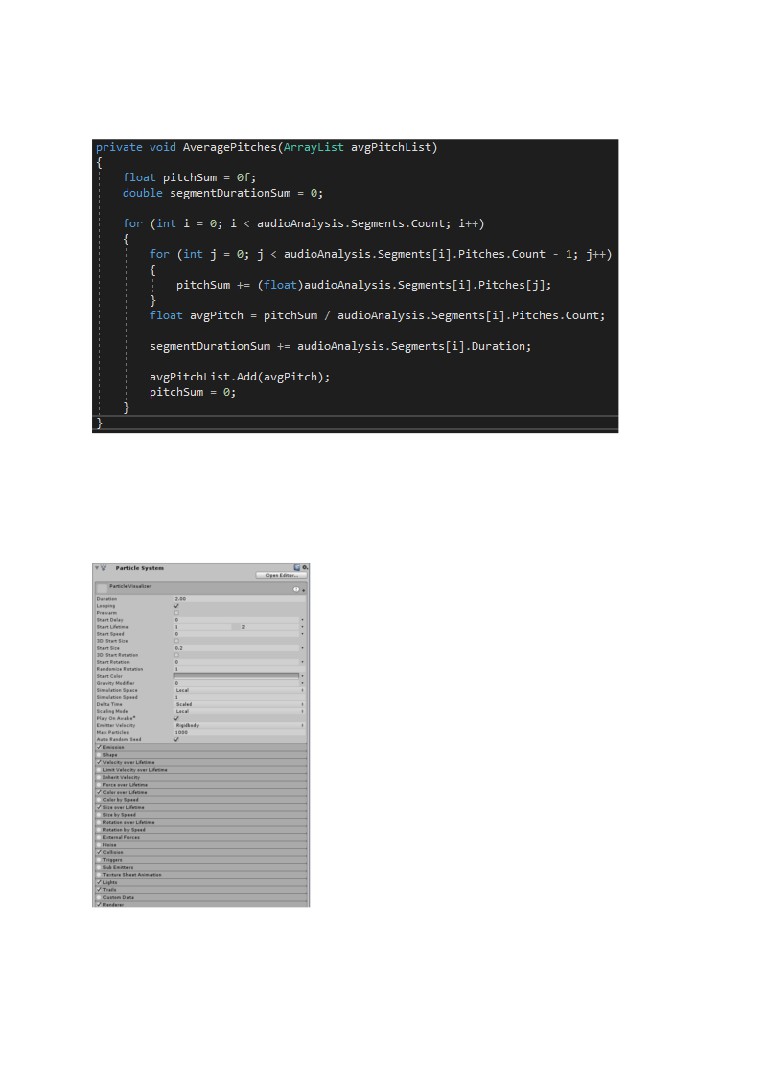 private void AveragePitches(ArrayList avgPitchList)
{
float pitchSum = 0f;
double segmentDurationSum = 0;
for (int i = 0; i < audioAnalysis.Segments.Count; i++)
{
for (int j = 0; j < audioAnalysis.Segments[i].Pitches.Count - 1; j++)
{
pitchSum += (float)audioAnalysis.Segments[i].Pitches[j];
}
float avgPitch = pitchSum / audioAnalysis.Segments[i].Pitches.Count;
segmentDurationSum += audioAnalysis.Segments[i].Duration;
avgPitchList.Add(avgPitch);
pitchSum = 0;
}
}
Particle System
Open Editor...
ParticleVisualiser
Duration 2.00
Looping
Prewarm
Start Delay 0
Start Lifetime 1 2
Start Speed 0
3D Start Size
Start Size 0.2
3D Start Rotation
Start Rotation 0
Randomize Rotation 1
Start Color
Gravity Modifier 0
Simulation Space Local
Simulation Speed 1
Delta Time Scaled
Scaling Mode Local
Play On Awake*
Emitter Velocity Rigidbody
Max Particles 1000
Auto Random Seed
Emission
Shape
Velocity over Lifetime
Limit Velocity over Lifetime
Inherit Velocity
Force over Lifetime
Color over Lifetime
Color by Speed
Size over Lifetime
Size by Speed
Rotation over Lifetime
Rotation by Speed
External Forces
Noise
Collision
Triggers
Sub Emitters
Texture Sheet Animation
Lights
Trails
Custom Data
Renderer